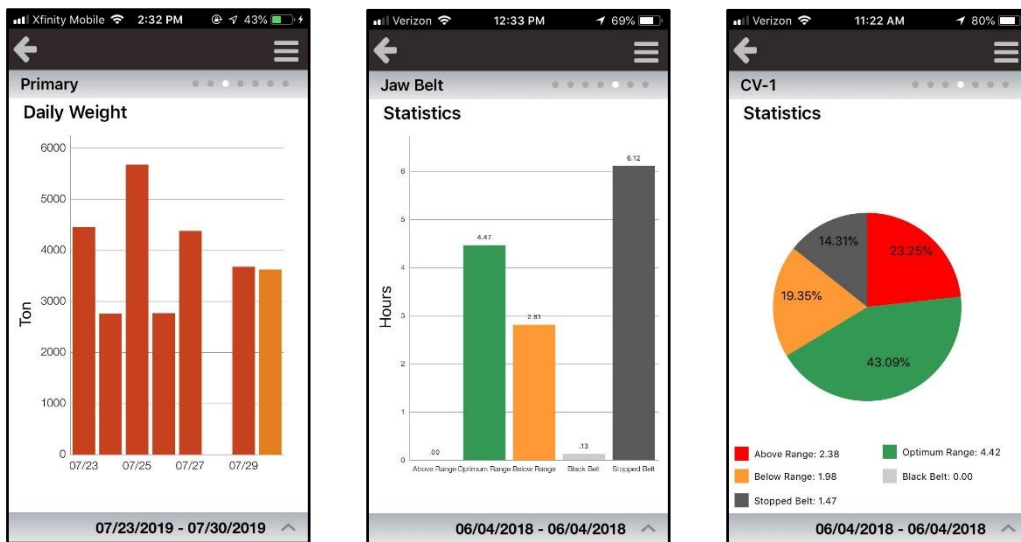 Xfinity Mobile 2:32 PM 43%
Primary
Daily Weight
6000
5000
4000
3000
2000
1000
0
Ton
07/23 07/25 07/27 07/29
07/23/2019 - 07/30/2019
Verizon 12:33 PM 69%
Jaw Belt
Statistics
6.12
6
5
4.47
4
3
2.81
2
1
.00
.13
0
Hours
Above Range Optimum Range Below Range Black Belt Stopped Belt
06/04/2018 - 06/04/2018
Verizon 11:22 AM 80%
CV-1
Statistics
14.31%
23.25%
19.35%
43.09%
Above Range: 2.38 Optimum Range: 4.42
Below Range: 1.98 Black Belt: 0.00
Stopped Belt: 1.47
06/04/2018 - 06/04/2018